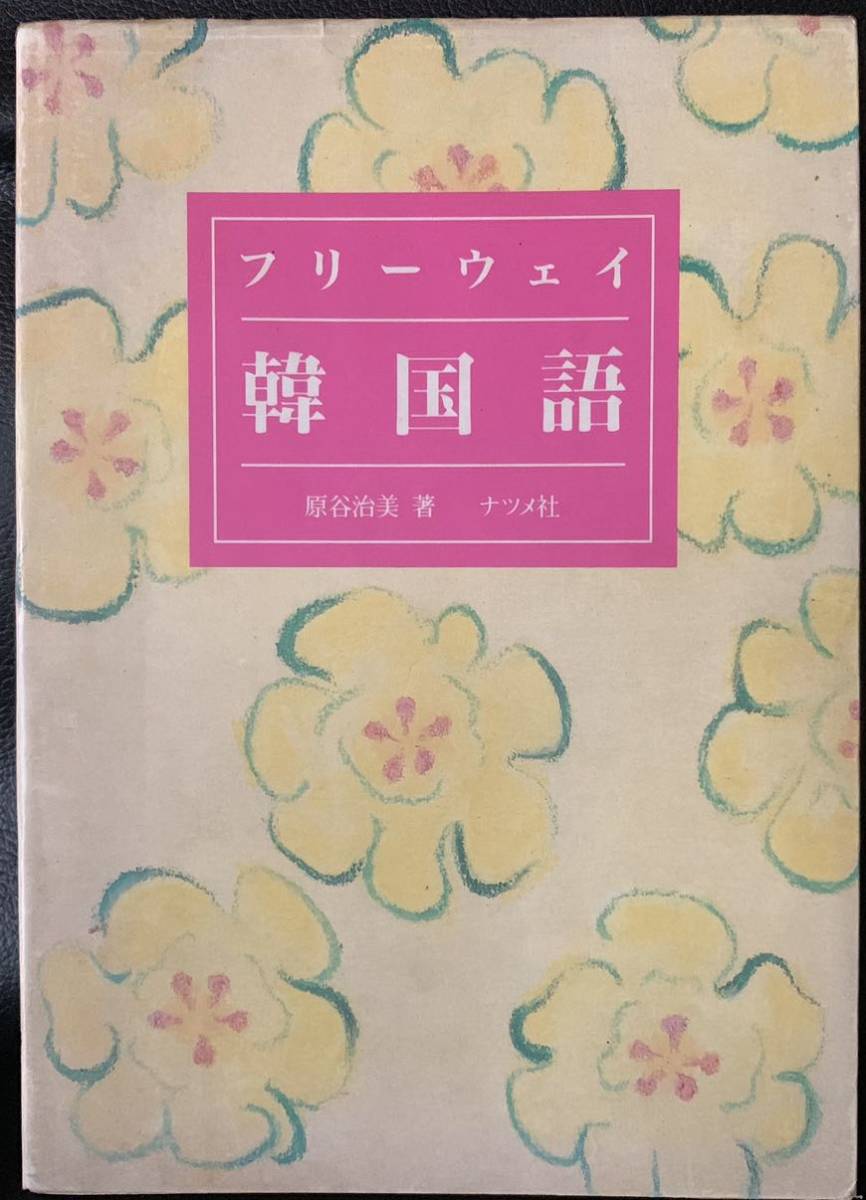 フリーウェイ
韓国語
原谷治美 著 ナツメ社